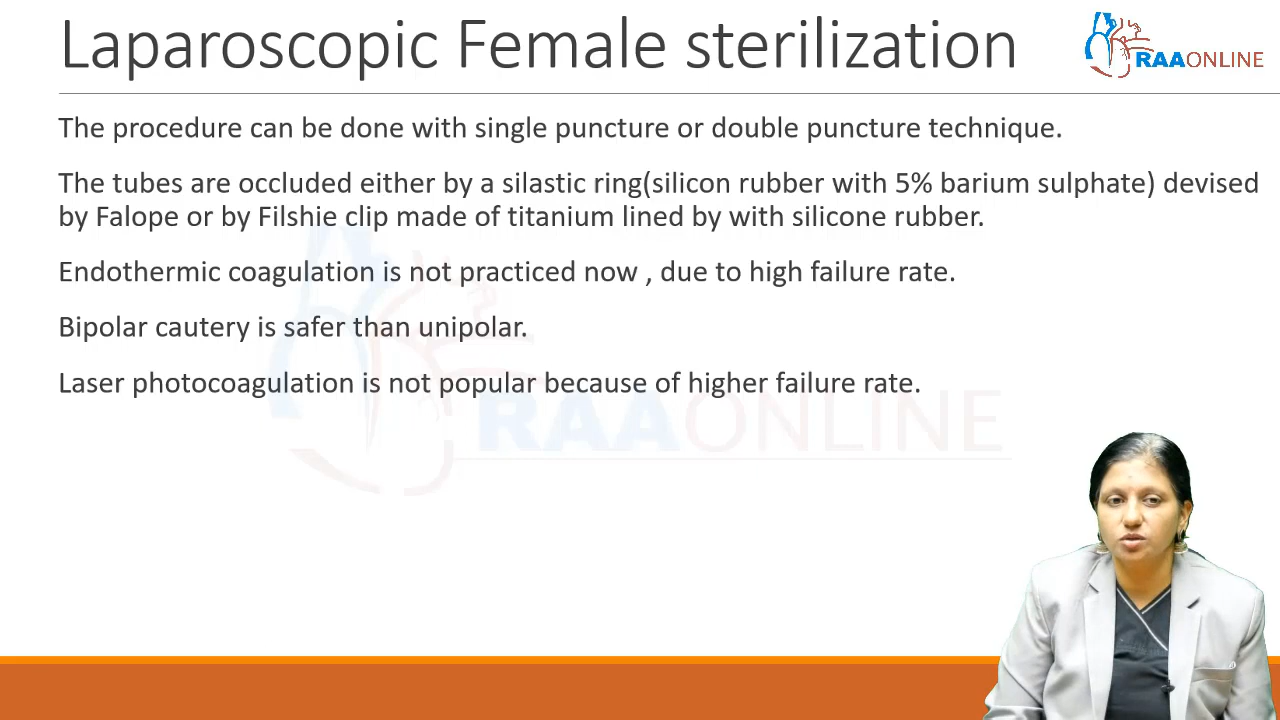 Laparoscopic Female sterilization
RAAONLINE
The procedure can be done with single puncture or double puncture technique.
The tubes are occluded either by a silastic ring(silicon rubber with 5% barium sulphate) devised
by Falope or by Filshie clip made of titanium lined by with silicone rubber.
Endothermic coagulation is not practiced now , due to high failure rate.
Bipolar cautery is safer than unipolar.
Laser photocoagulation is not popular because of higher failure rate.
RAAONLINE